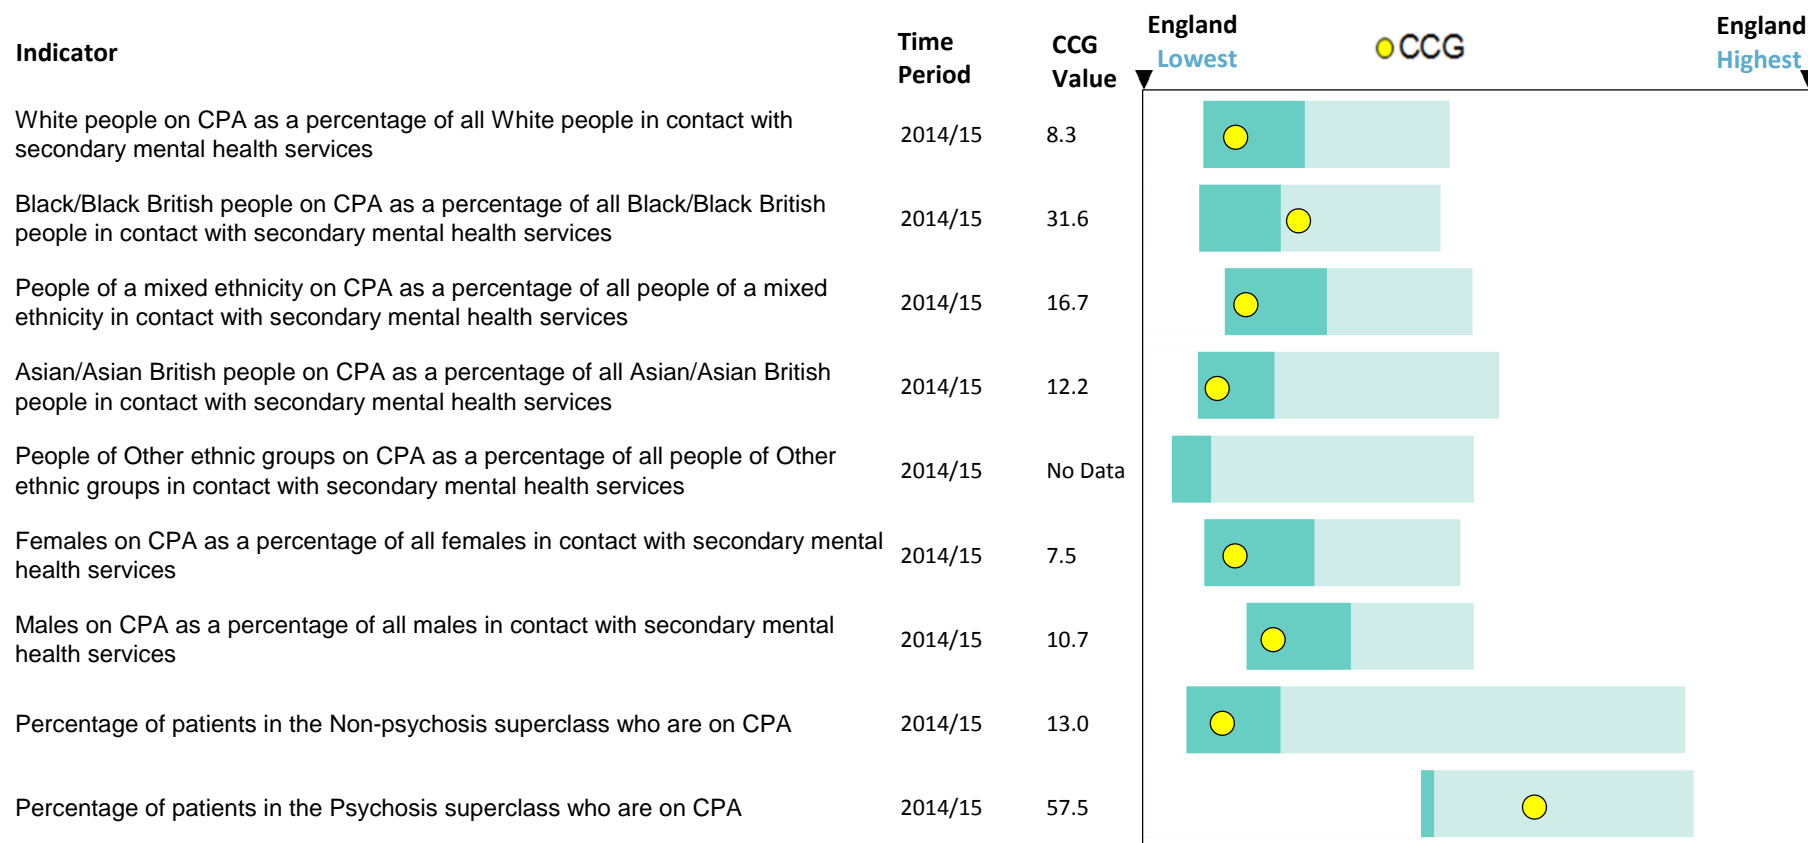 Indicator
Time
Period
CCG
Value
England
Lowest
CCG
England
Highest
White people on CPA as a percentage of all White people in contact with
secondary mental health services
2014/15
8.3
Black/Black British people on CPA as a percentage of all Black/Black British
people in contact with secondary mental health services
2014/15
31.6
People of a mixed ethnicity on CPA as a percentage of all people of a mixed
ethnicity in contact with secondary mental health services
2014/15
16.7
Asian/Asian British people on CPA as a percentage of all Asian/Asian British
people in contact with secondary mental health services
2014/15
12.2
People of Other ethnic groups on CPA as a percentage of all people of Other
ethnic groups in contact with secondary mental health services
2014/15
No Data
Females on CPA as a percentage of all females in contact with secondary mental
health services
2014/15
7.5
Males on CPA as a percentage of all males in contact with secondary mental
health services
2014/15
10.7
Percentage of patients in the Non-psychosis superclass who are on CPA
2014/15
13.0
Percentage of patients in the Psychosis superclass who are on CPA
2014/15
57.5